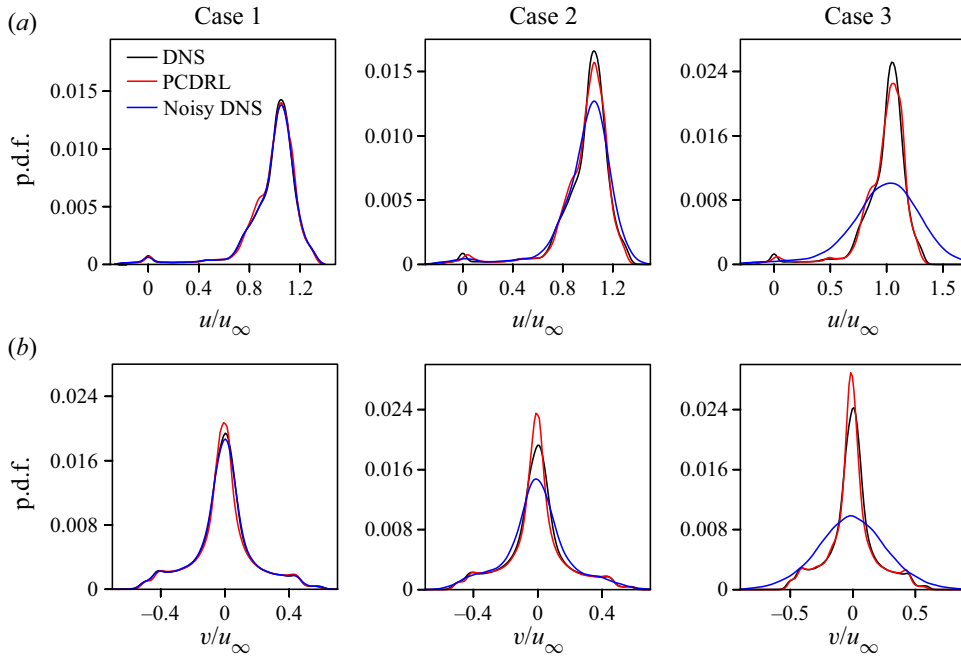 Case 1 Case 2 Case 3
(a)
DNS
PCDRL
Noisy DNS
p.d.f.
0.015
0.010
0.005
0
0 0.4 0.8 1.2
u/u∞
0.015
0.010
0.005
0
0 0.4 0.8 1.2
u/u∞
0.024
0.016
0.008
0
0 0.5 1.0 1.5
u/u∞
(b)
p.d.f.
0.024
0.016
0.008
0
–0.4 0 0.4
v/u∞
0.024
0.016
0.008
0
–0.4 0 0.4
v/u∞
0.024
0.016
0.008
0
–0.5 0 0.5
v/u∞